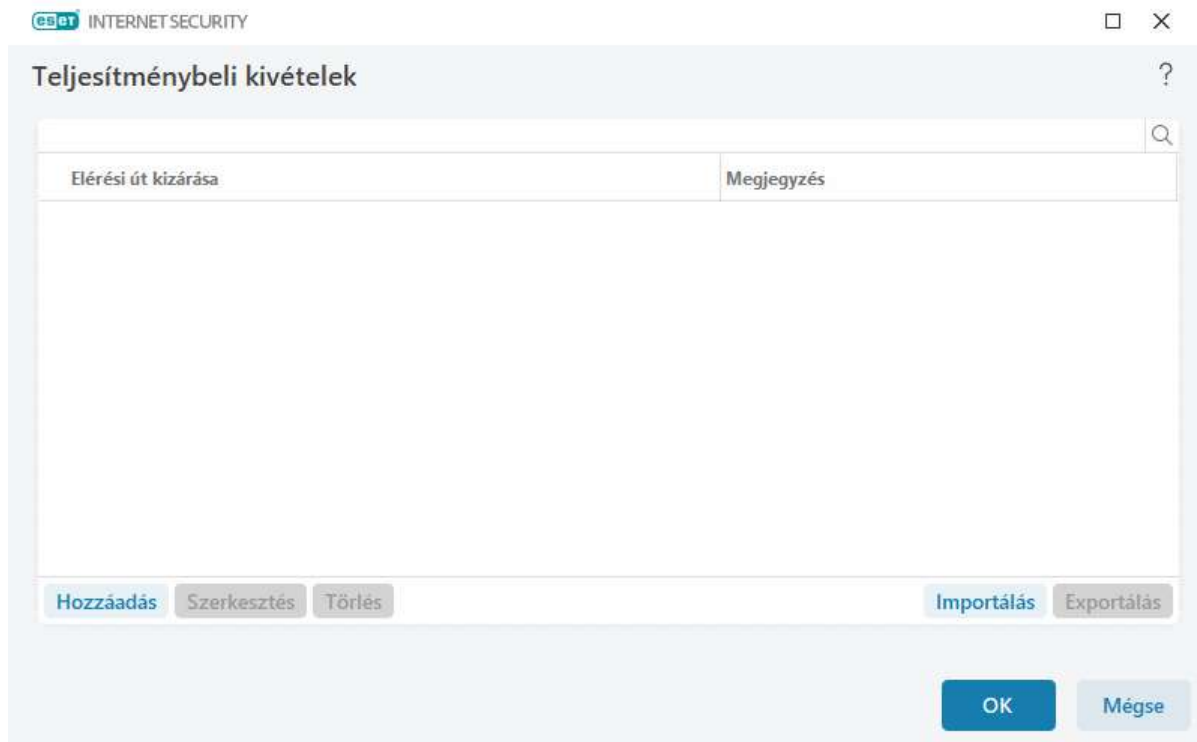 eset INTERNET SECURITY
Teljesítménybeli kivételek
?
Elérési út kizárása
Megjegyzés
Hozzáadás Szerkesztés Törlés Importálás Exportálás
OK Mégse